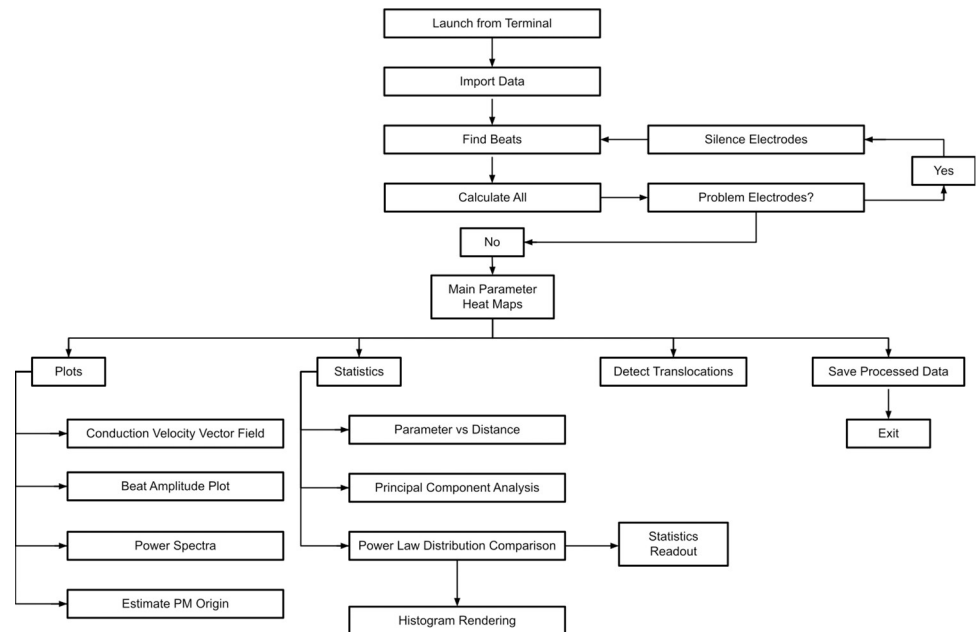 Launch from Terminal
Import Data
Find Beats
Silence Electrodes
Yes
Calculate All
Problem Electrodes?
No
Main Parameter
Heat Maps
Plots
Statistics
Detect Translocations
Save Processed Data
Conduction Velocity Vector Field
Parameter vs Distance
Exit
Beat Amplitude Plot
Principal Component Analysis
Power Spectra
Power Law Distribution Comparison
Statistics
Readout
Estimate PM Origin
Histogram Rendering